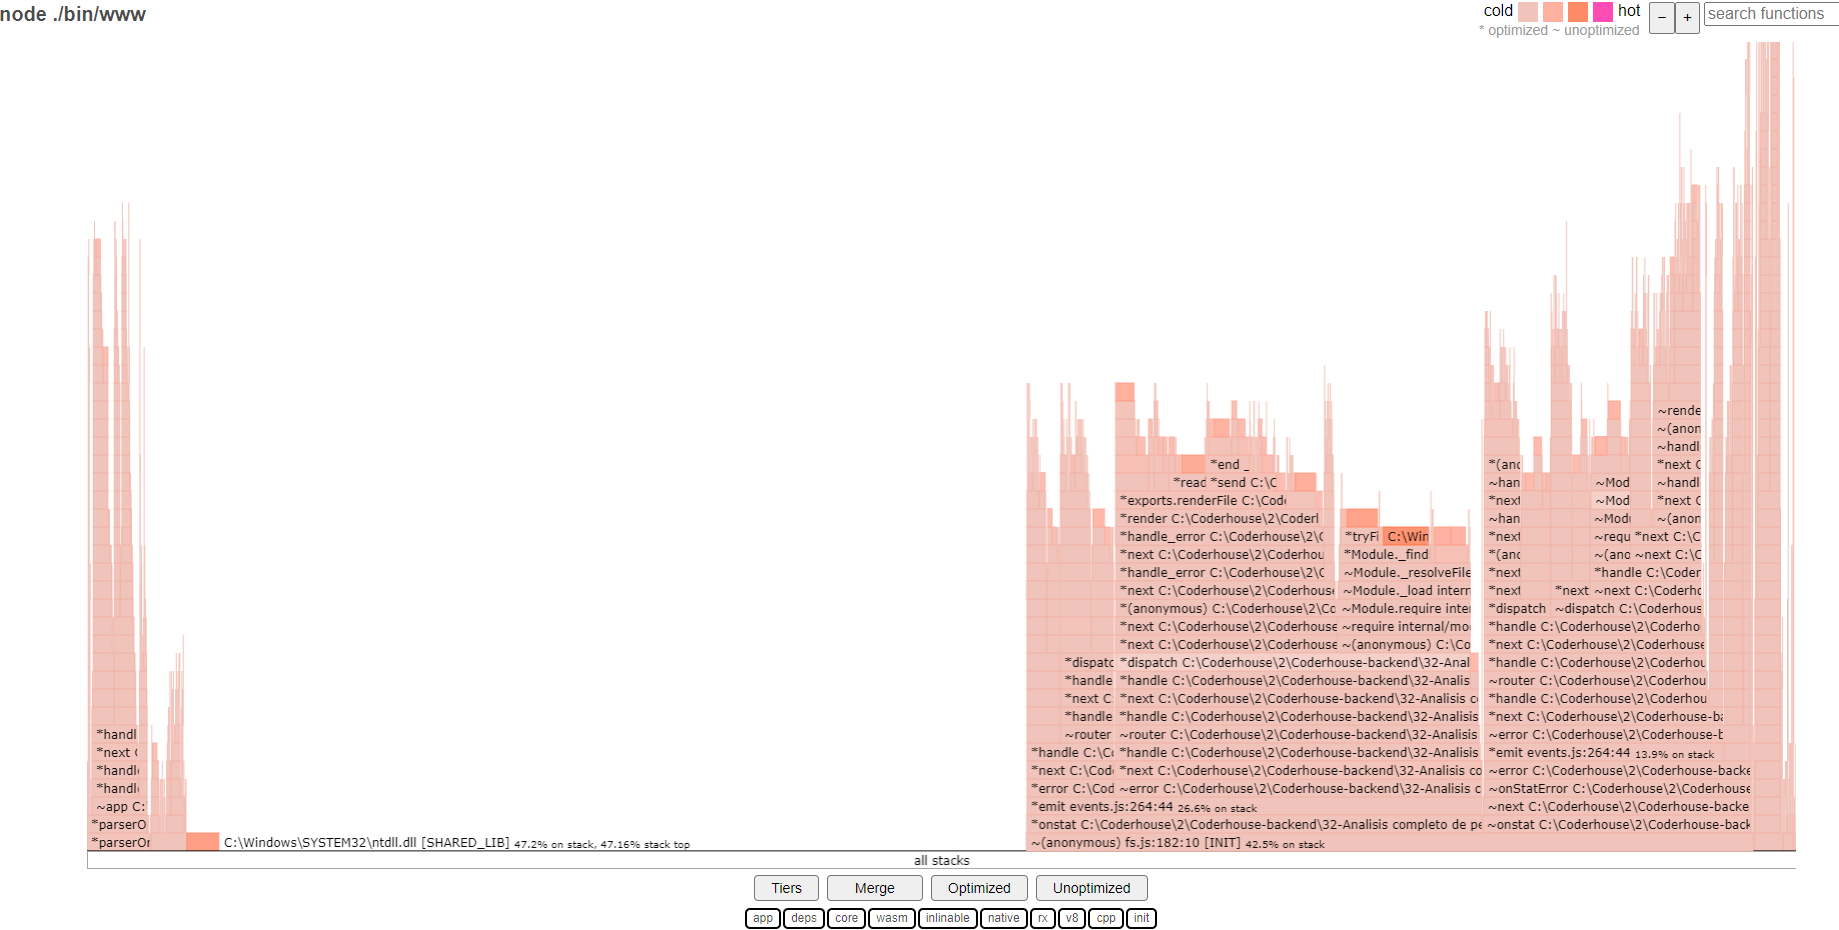 node ./bin/www
cold hot − + search functions
* optimized ~ unoptimized
~rende
~(anon
~handl
*end _ *(anc *next C
*reac *send C:\C ~han ~Mod ~handl
*exports.renderFile C:\Code *next ~Mod *next C
*render C:\Coderhouse\2\Coderl ~han ~Modu ~(anon
*handle_error C:\Coderhouse\2\C *tryFi C:\Win *next ~requ *next C:\C
*next C:\Coderhouse\2\Coderhou *Module._find *(anc ~(ano ~next C:\C
*handle_error C:\Coderhouse\2\C ~Module._resolveFile *next *handle C:\Coder
*next C:\Coderhouse\2\Coderhouse ~Module._load intern *next *next ~next C:\Coderhc
*(anonymous) C:\Coderhouse\2\Cc ~Module.require inter *dispatch ~dispatch C:\Coderhous
*next C:\Coderhouse\2\Coderhouse ~require internal/mo *handle C:\Coderhouse\2\Coderho
*next C:\Coderhouse\2\Coderhouse ~(anonymous) C:\Co *next C:\Coderhouse\2\Coderhouse
*dispatc *dispatch C:\Coderhouse\2\Coderhouse-backend\32-Anal *handle C:\Coderhouse\2\Coderhou
*handle *handle C:\Coderhouse\2\Coderhouse-backend\32-Analis ~router C:\Coderhouse\2\Coderhou
*next C *next C:\Coderhouse\2\Coderhouse-backend\32-Analisis c *handle C:\Coderhouse\2\Coderhou
*handle *handle C:\Coderhouse\2\Coderhouse-backend\32-Analisis *next C:\Coderhouse\2\Coderhouse-ba
*handl ~router ~router C:\Coderhouse\2\Coderhouse-backend\32-Analisis ~error C:\Coderhouse\2\Coderhouse-b
*next C *handle C:\C *handle C:\Coderhouse\2\Coderhouse-backend\32-Analisis *emit events.js:264:44 13.9% on stack
*handl *next C:\Cod *next C:\Coderhouse\2\Coderhouse-backend\32-Analisis co ~error C:\Coderhouse\2\Coderhouse-backe
*handl *error C:\Cod ~error C:\Coderhouse\2\Coderhouse-backend\32-Analisis c ~onStatError C:\Coderhouse\2\Coderhouse
~app C: *emit events.js:264:44 26.6% on stack ~next C:\Coderhouse\2\Coderhouse-backe
*parserO *onstat C:\Coderhouse\2\Coderhouse-backend\32-Analisis completo de pe ~onstat C:\Coderhouse\2\Coderhouse-back
*parserOr C:\Windows\SYSTEM32\ntdll.dll [SHARED_LIB] 47.2% on stack, 47.16% stack top ~(anonymous) fs.js:182:10 [INIT] 42.5% on stack
all stacks
Tiers Merge Optimized Unoptimized
app deps core wasm inlinable native rx v8 cpp init